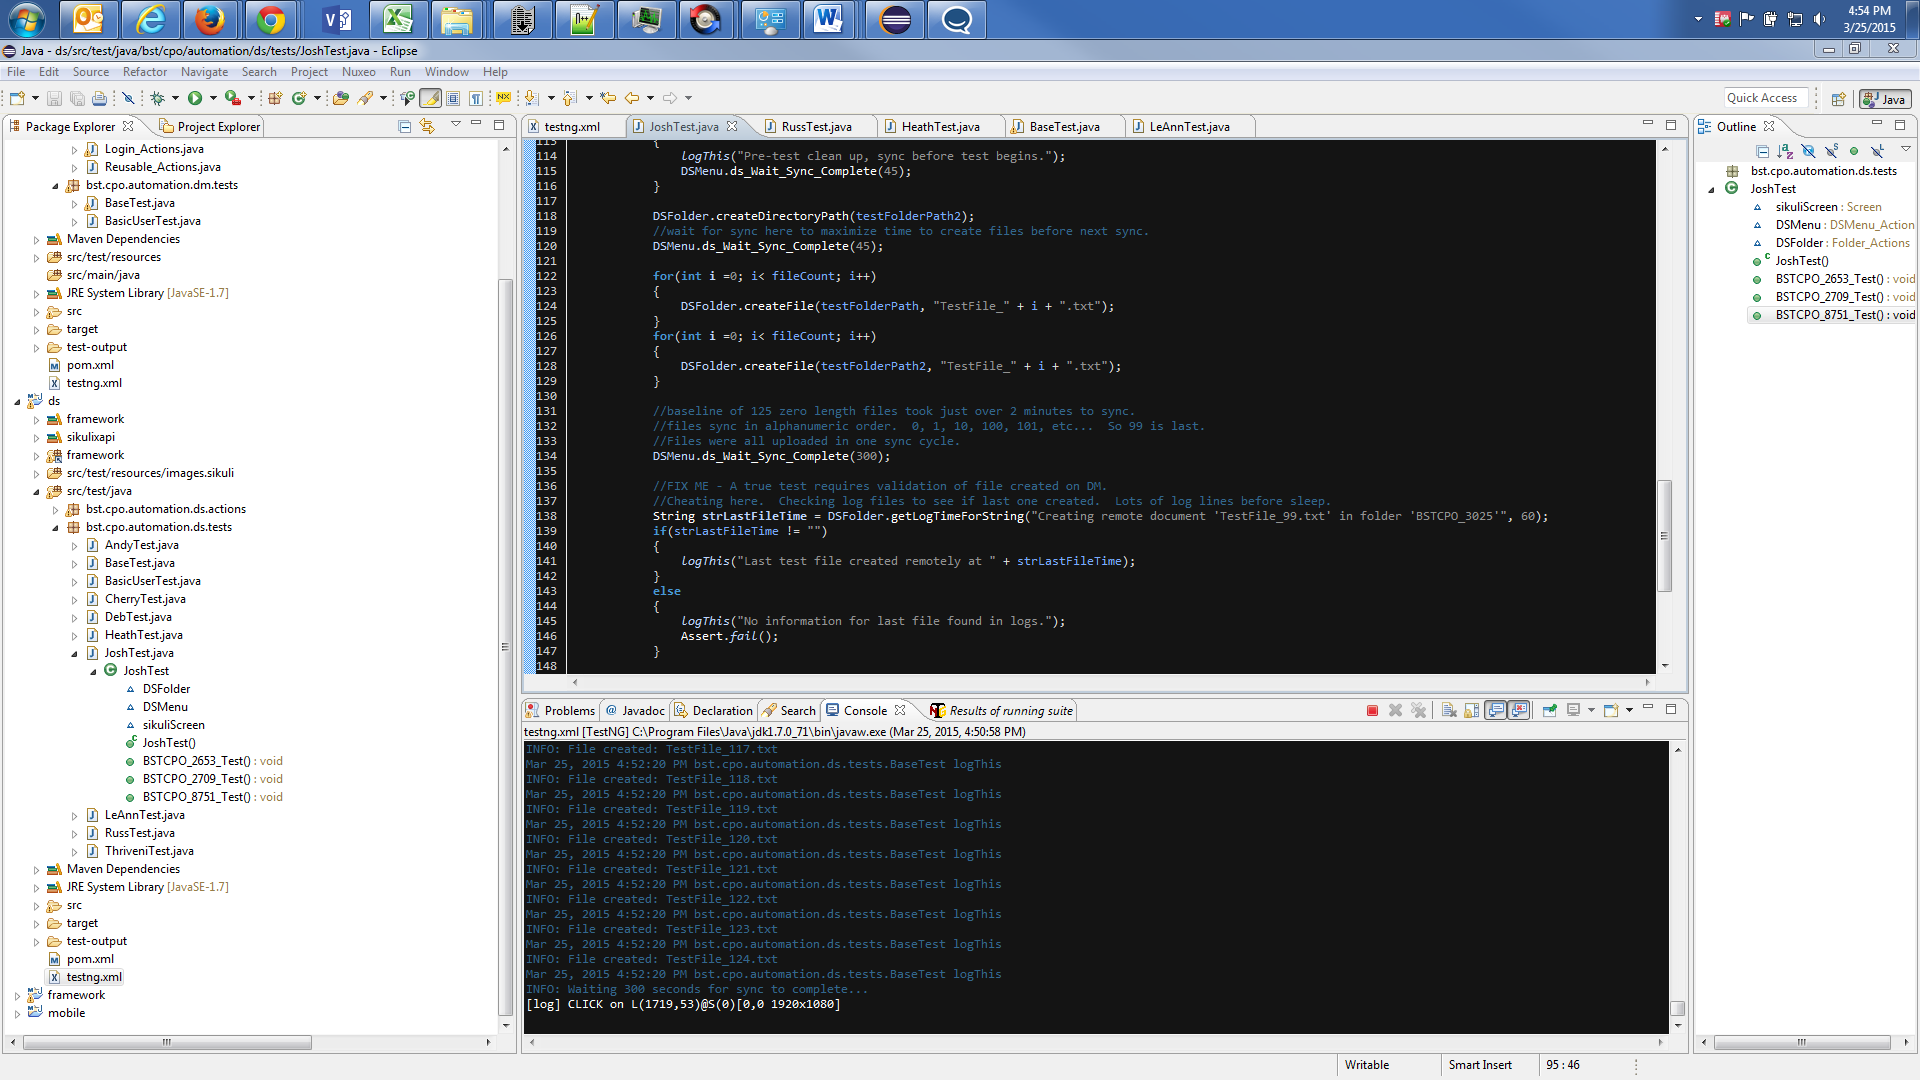 4:54 PM
3/25/2015
Java - ds/src/test/java/bst/cpo/automation/ds/tests/JoshTest.java - Eclipse
File Edit Source Refactor Navigate Search Project Nuxeo Run Window Help
Quick Access
Java
Package Explorer
Project Explorer
Login_Actions.java
Reusable_Actions.java
bst.cpo.automation.dm.tests
BaseTest.java
BasicUserTest.java
Maven Dependencies
src/test/resources
src/main/java
JRE System Library [JavaSE-1.7]
src
target
test-output
pom.xml
testng.xml
ds
framework
sikulixapi
framework
src/test/resources/images.sikuli
src/test/java
bst.cpo.automation.ds.actions
bst.cpo.automation.ds.tests
AndyTest.java
BaseTest.java
BasicUserTest.java
CherryTest.java
DebTest.java
HeathTest.java
JoshTest.java
JoshTest
DSFolder
DSMenu
sikuliScreen
JoshTest()
BSTCPO_2653_Test() : void
BSTCPO_2709_Test() : void
BSTCPO_8751_Test() : void
LeAnnTest.java
RussTest.java
ThriveniTest.java
Maven Dependencies
JRE System Library [JavaSE-1.7]
src
target
test-output
pom.xml
testng.xml
framework
mobile
testng.xml JoshTest.java RussTest.java HeathTest.java BaseTest.java LeAnnTest.java
113 {
114 logThis("Pre-test clean up, sync before test begins.");
115 DSMenu.ds_Wait_Sync_Complete(45);
116 }
117
118 DSFolder.createDirectoryPath(testFolderPath2);
119 //wait for sync here to maximize time to create files before next sync.
120 DSMenu.ds_Wait_Sync_Complete(45);
121
122 for(int i =0; i< fileCount; i++)
123 {
124 DSFolder.createFile(testFolderPath, "TestFile_" + i + ".txt");
125 }
126 for(int i =0; i< fileCount; i++)
127 {
128 DSFolder.createFile(testFolderPath2, "TestFile_" + i + ".txt");
129 }
130
131 //baseline of 125 zero length files took just over 2 minutes to sync.
132 //files sync in alphanumeric order.  0, 1, 10, 100, 101, etc...  So 99 is last.
133 //Files were all uploaded in one sync cycle.
134 DSMenu.ds_Wait_Sync_Complete(300);
135
136 //FIX ME - A true test requires validation of file created on DM.
137 //Cheating here.  Checking log files to see if last one created.  Lots of log lines before sleep.
138 String strLastFileTime = DSFolder.getLogTimeForString("Creating remote document 'TestFile_99.txt' in folder 'BSTCPO_3025'", 60);
139 if(strLastFileTime != "")
140 {
141 logThis("Last test file created remotely at " + strLastFileTime);
142 }
143 else
144 {
145 logThis("No information for last file found in logs.");
146 Assert.fail();
147 }
148
Problems Javadoc Declaration Search Console Results of running suite
testng.xml [TestNG] C:\Program Files\Java\jdk1.7.0_71\bin\javaw.exe (Mar 25, 2015, 4:50:58 PM)
INFO: File created: TestFile_117.txt
Mar 25, 2015 4:52:20 PM bst.cpo.automation.ds.tests.BaseTest logThis
INFO: File created: TestFile_118.txt
Mar 25, 2015 4:52:20 PM bst.cpo.automation.ds.tests.BaseTest logThis
INFO: File created: TestFile_119.txt
Mar 25, 2015 4:52:20 PM bst.cpo.automation.ds.tests.BaseTest logThis
INFO: File created: TestFile_120.txt
Mar 25, 2015 4:52:20 PM bst.cpo.automation.ds.tests.BaseTest logThis
INFO: File created: TestFile_121.txt
Mar 25, 2015 4:52:20 PM bst.cpo.automation.ds.tests.BaseTest logThis
INFO: File created: TestFile_122.txt
Mar 25, 2015 4:52:20 PM bst.cpo.automation.ds.tests.BaseTest logThis
INFO: File created: TestFile_123.txt
Mar 25, 2015 4:52:20 PM bst.cpo.automation.ds.tests.BaseTest logThis
INFO: File created: TestFile_124.txt
Mar 25, 2015 4:52:20 PM bst.cpo.automation.ds.tests.BaseTest logThis
INFO: Waiting 300 seconds for sync to complete...
[log] CLICK on L(1719,53)@S(0)[0,0 1920x1080]
Outline
bst.cpo.automation.ds.tests
JoshTest
sikuliScreen : Screen
DSMenu : DSMenu_Action
DSFolder : Folder_Actions
JoshTest()
BSTCPO_2653_Test() : void
BSTCPO_2709_Test() : void
BSTCPO_8751_Test() : void
Writable
Smart Insert
95 : 46